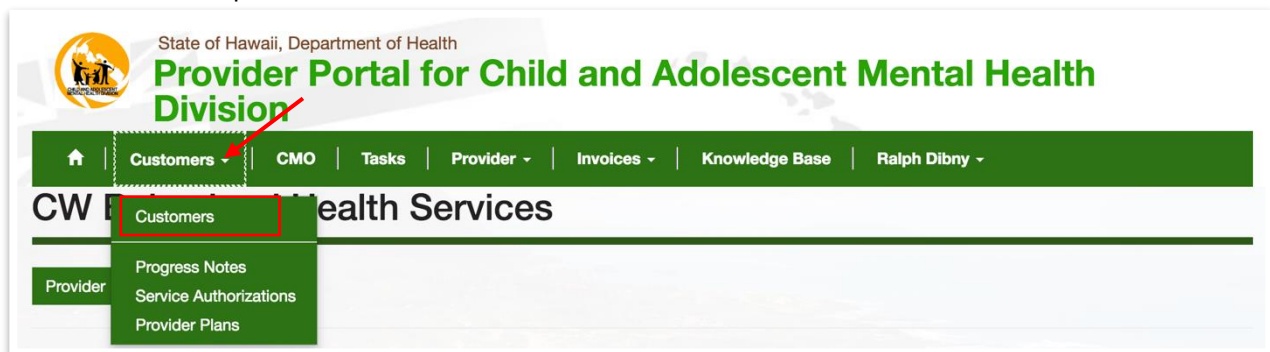 State of Hawaii, Department of Health
Provider Portal for Child and Adolescent Mental Health
Division
Customers
CMO
Tasks
Provider
Invoices
Knowledge Base
Ralph Dibny
CW
ealth Services
Customers
Progress Notes
Provider
Service Authorizations
Provider Plans